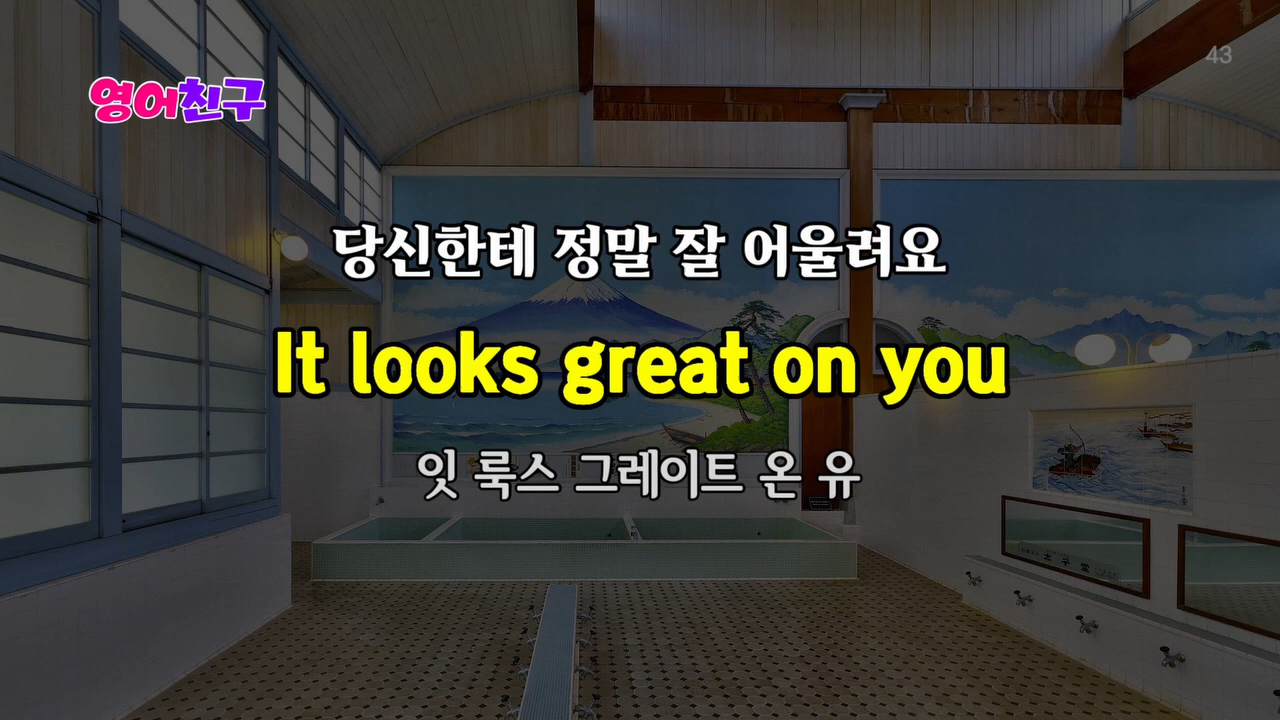 43
영어친구
당신한테 정말 잘 어울려요
It looks great on you
잇 룩스 그레이트 온 유